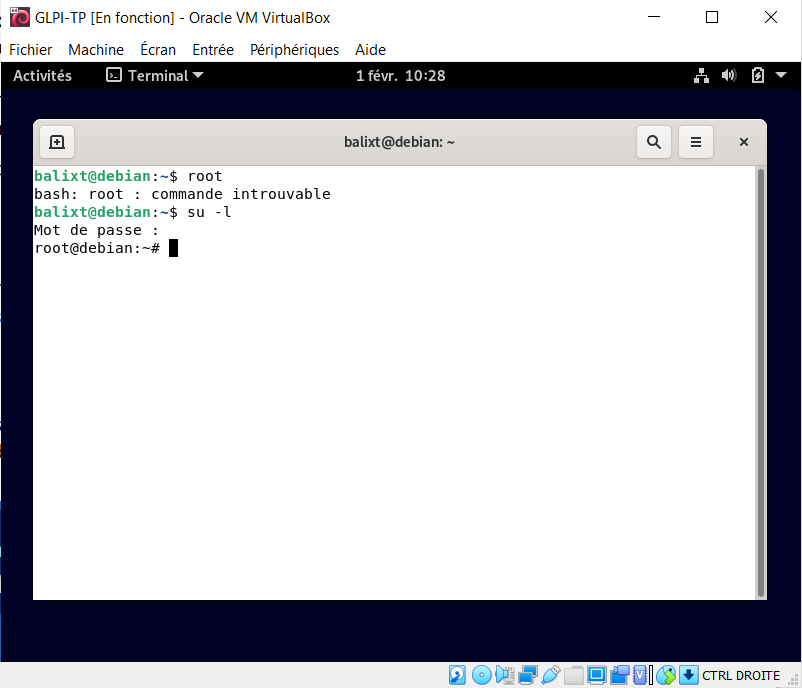 GLPI-TP [En fonction] - Oracle VM VirtualBox
Fichier Machine Écran Entrée Périphériques Aide
Activités Terminal 1 févr. 10:28
balixt@debian: ~
balixt@debian:~$ root
bash: root : commande introuvable
balixt@debian:~$ su -l
Mot de passe :
root@debian:~#
CTRL DROITE